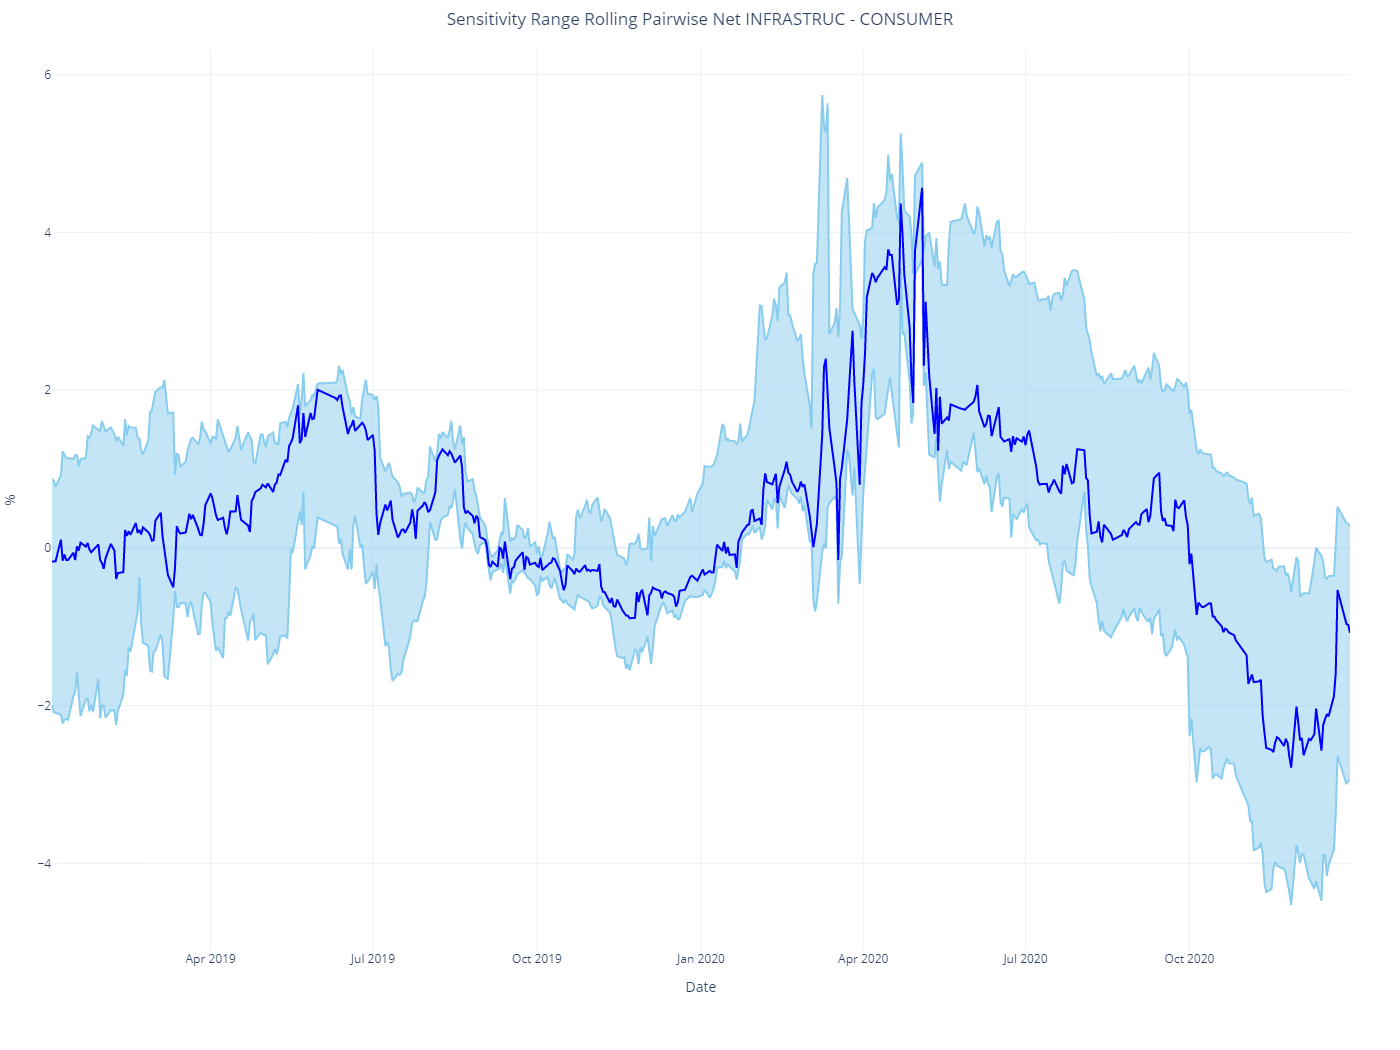 Sensitivity Range Rolling Pairwise Net INFRASTRUC - CONSUMER
6
4
2
0
−2
−4
%
Apr 2019
Jul 2019
Oct 2019
Jan 2020
Apr 2020
Jul 2020
Oct 2020
Date